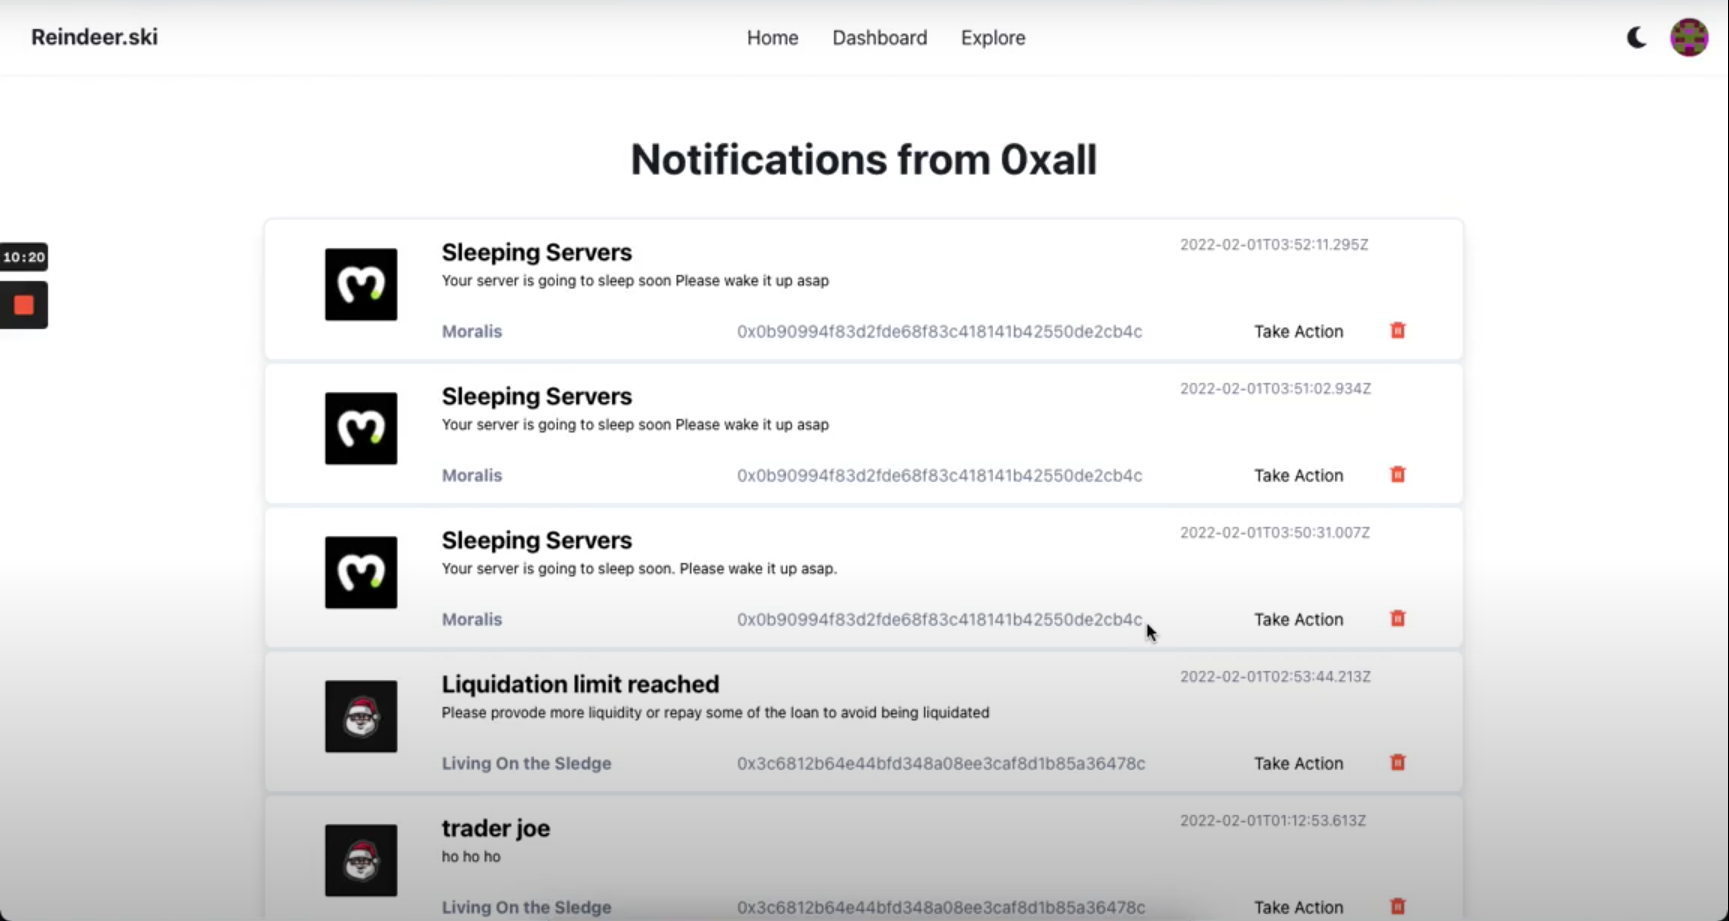 Reindeer.ski
Home Dashboard Explore
Notifications from 0xall
10:20
Sleeping Servers
2022-02-01T03:52:11.295Z
Your server is going to sleep soon Please wake it up asap
Moralis 0x0b90994f83d2fde68f83c418141b42550de2cb4c Take Action
Sleeping Servers
2022-02-01T03:51:02.934Z
Your server is going to sleep soon Please wake it up asap
Moralis 0x0b90994f83d2fde68f83c418141b42550de2cb4c Take Action
Sleeping Servers
2022-02-01T03:50:31.007Z
Your server is going to sleep soon. Please wake it up asap.
Moralis 0x0b90994f83d2fde68f83c418141b42550de2cb4c Take Action
Liquidation limit reached
2022-02-01T02:53:44.213Z
Please provode more liquidity or repay some of the loan to avoid being liquidated
Living On the Sledge 0x3c6812b64e44bfd348a08ee3caf8d1b85a36478c Take Action
trader joe
2022-02-01T01:12:53.613Z
ho ho ho
Living On the Sledge 0x3c6812b64e44bfd348a08ee3caf8d1b85a36478c Take Action